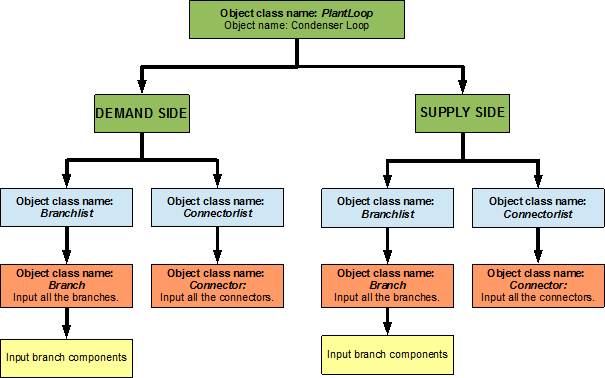 Object class name: PlantLoop
Object name: Condenser Loop
DEMAND SIDE
SUPPLY SIDE
Object class name:
Branchlist
Object class name:
Connectorlist
Object class name:
Branchlist
Object class name:
Connectorlist
Object class name:
Branch
Input all the branches.
Object class name:
Connector:
Input all the connectors.
Object class name:
Branch
Input all the branches.
Object class name:
Connector:
Input all the connectors.
Input branch components
Input branch components